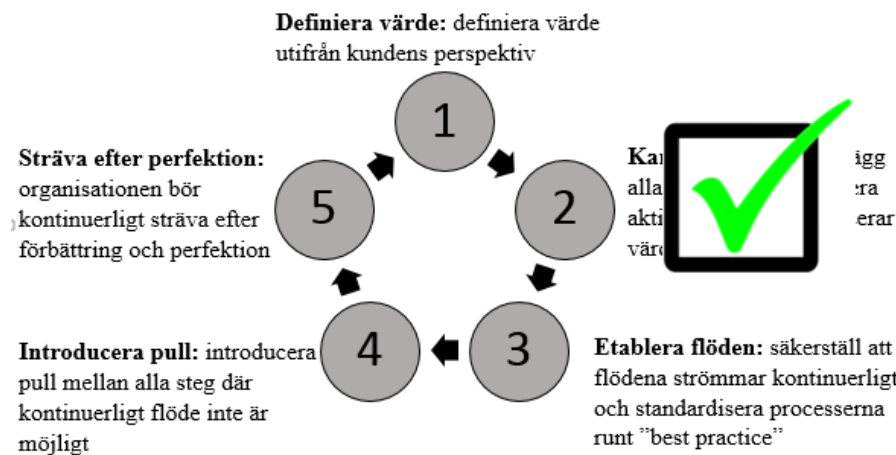 Definiera värde: definiera värde
utifrån kundens perspektiv
1
Sträva efter perfektion:
organisationen bör
kontinuerligt sträva efter
förbättring och perfektion
5
2
alla
4
3
Introducera pull: introducera
pull mellan alla steg där
kontinuerligt flöde inte är
möjligt
Etablera flöden: säkerställ att
flödena strömmar kontinuerligt
och standardisera processerna
runt ”best practice”